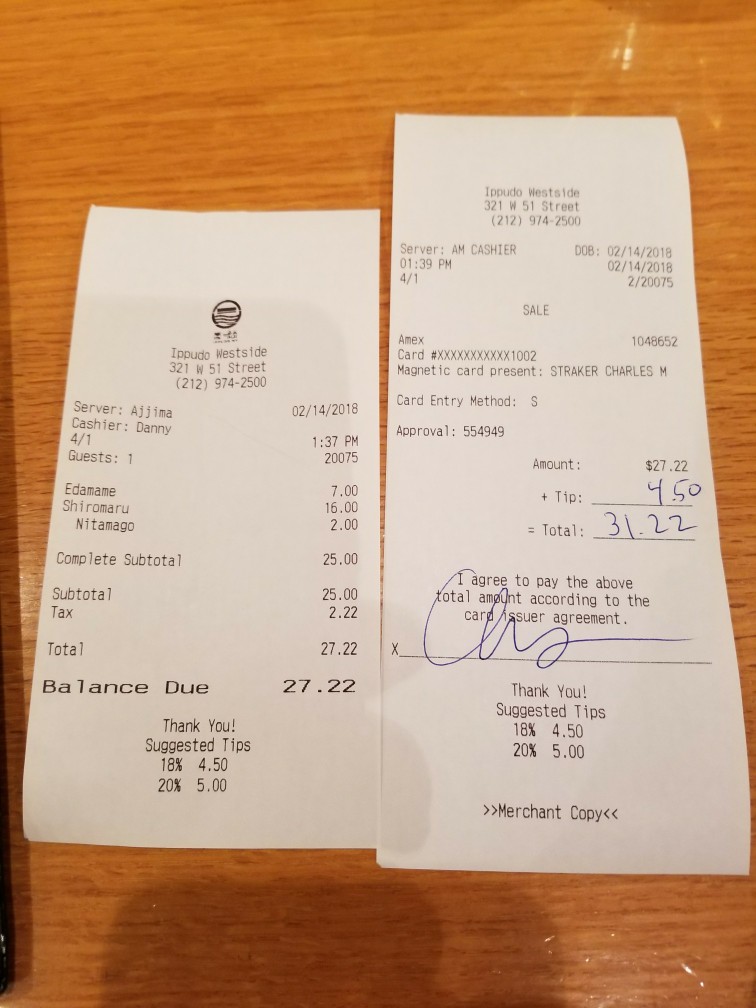 Ippudo Westside
321 W 51 Street
(212) 974-2500
Server: Ajjima 02/14/2018
Cashier: Danny
4/1 1:37 PM
Guests: 1 20075
Edamame 7.00
Shiromaru 16.00
Nitamago 2.00
Complete Subtotal 25.00
Subtotal 25.00
Tax 2.22
Total 27.22
Balance Due 27.22
Thank You!
Suggested Tips
18% 4.50
20% 5.00
Ippudo Westside
321 W 51 Street
(212) 974-2500
Server: AM CASHIER DOB: 02/14/2018
01:39 PM 02/14/2018
4/1 2/20075
SALE
Amex 1048652
Card #XXXXXXXXXXX1002
Magnetic card present: STRAKER CHARLES M
Card Entry Method: S
Approval: 554949
Amount: $27.22
+ Tip: 4.50
= Total: 31.22
I agree to pay the above
total amount according to the
card issuer agreement.
X
Thank You!
Suggested Tips
18% 4.50
20% 5.00
>>Merchant Copy<<